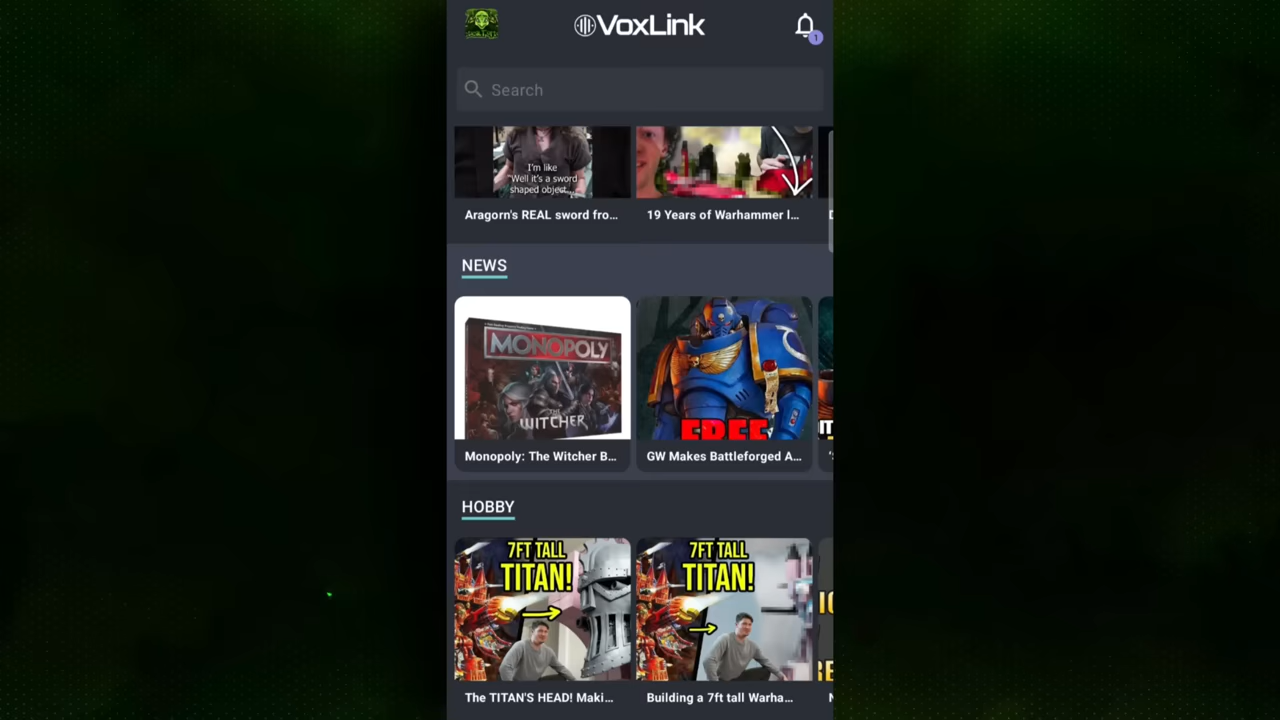 VoxLink
1
Search
I'm like
"Well it's a sword
shaped object...
Aragorn's REAL sword fro...
19 Years of Warhammer I...
NEWS
MONOPOLY
THE
WITCHER
FREE
Monopoly: The Witcher B...
GW Makes Battleforged A...
HOBBY
7FT TALL
TITAN!
7FT TALL
TITAN!
The TITAN'S HEAD! Maki...
Building a 7ft tall Warha...